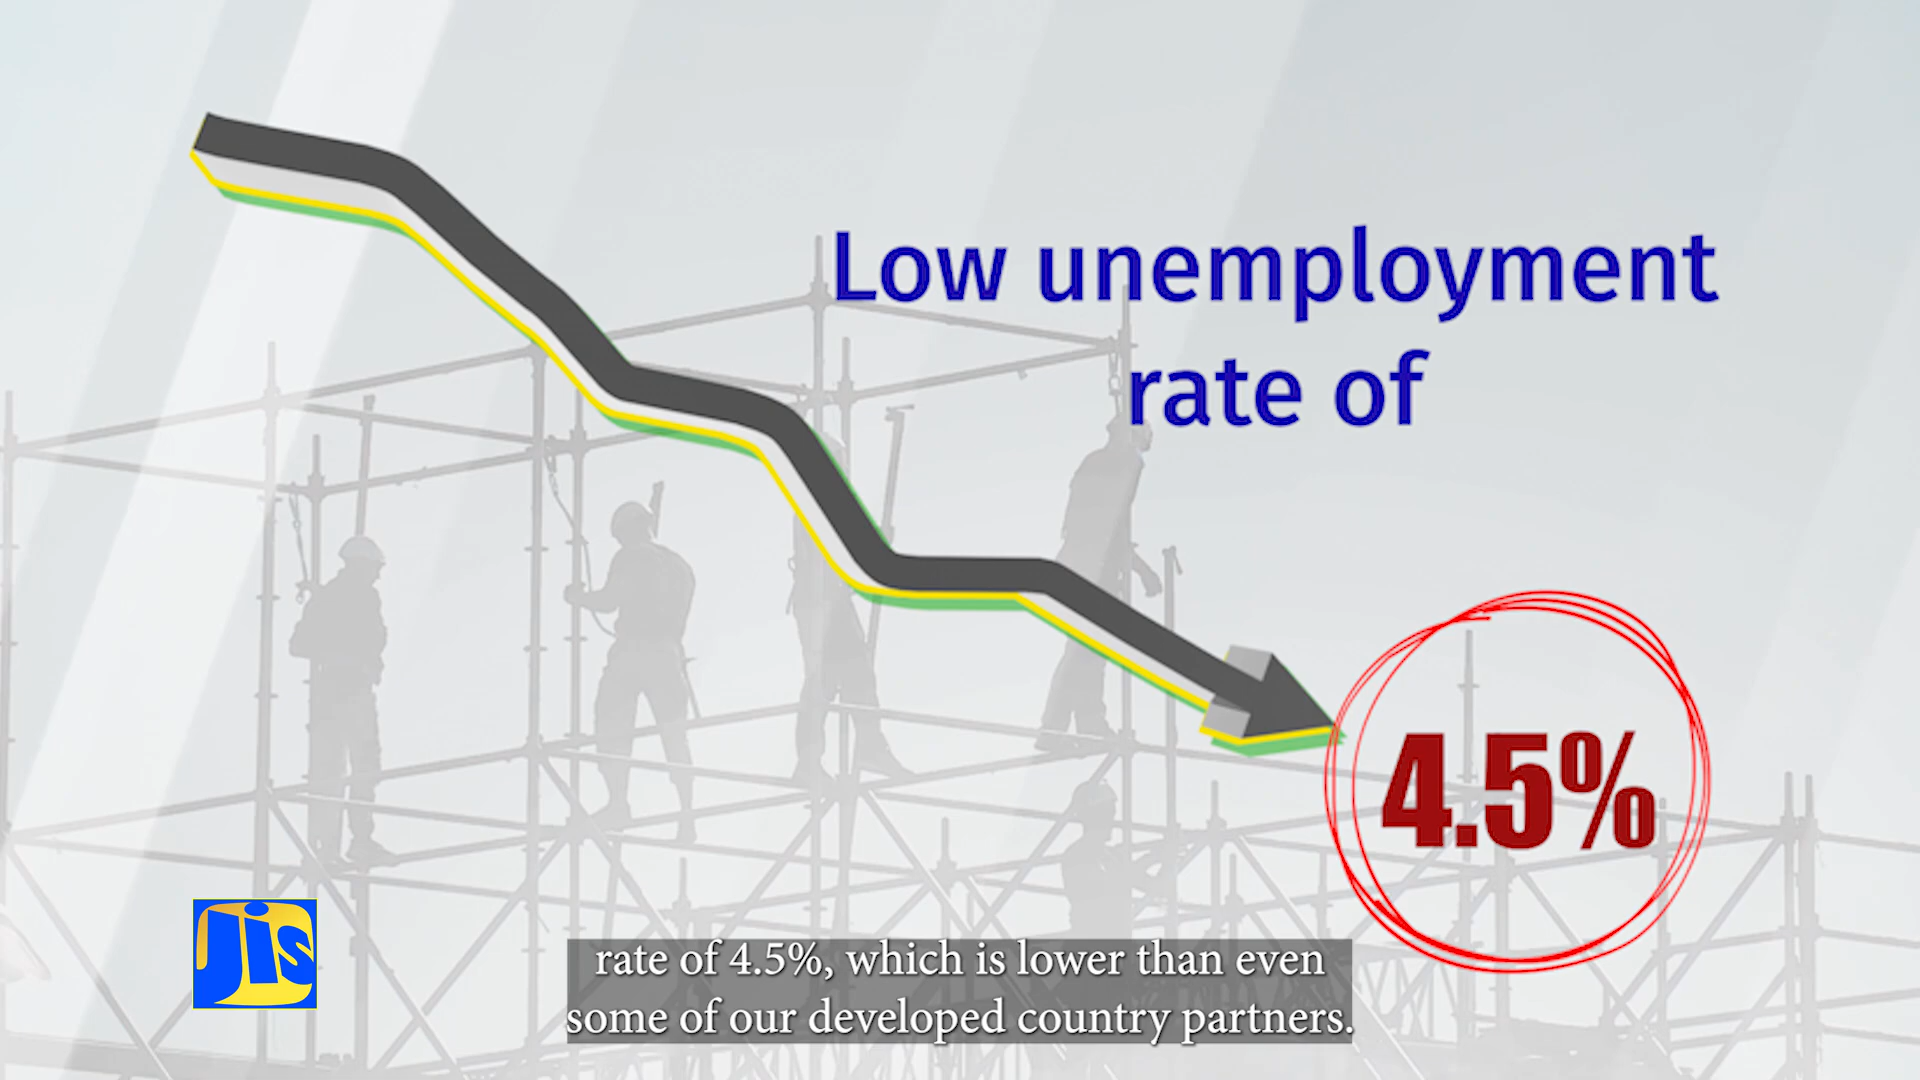 Low unemployment
rate of
4.5%
JIS
rate of 4.5%, which is lower than even
some of our developed country partners.